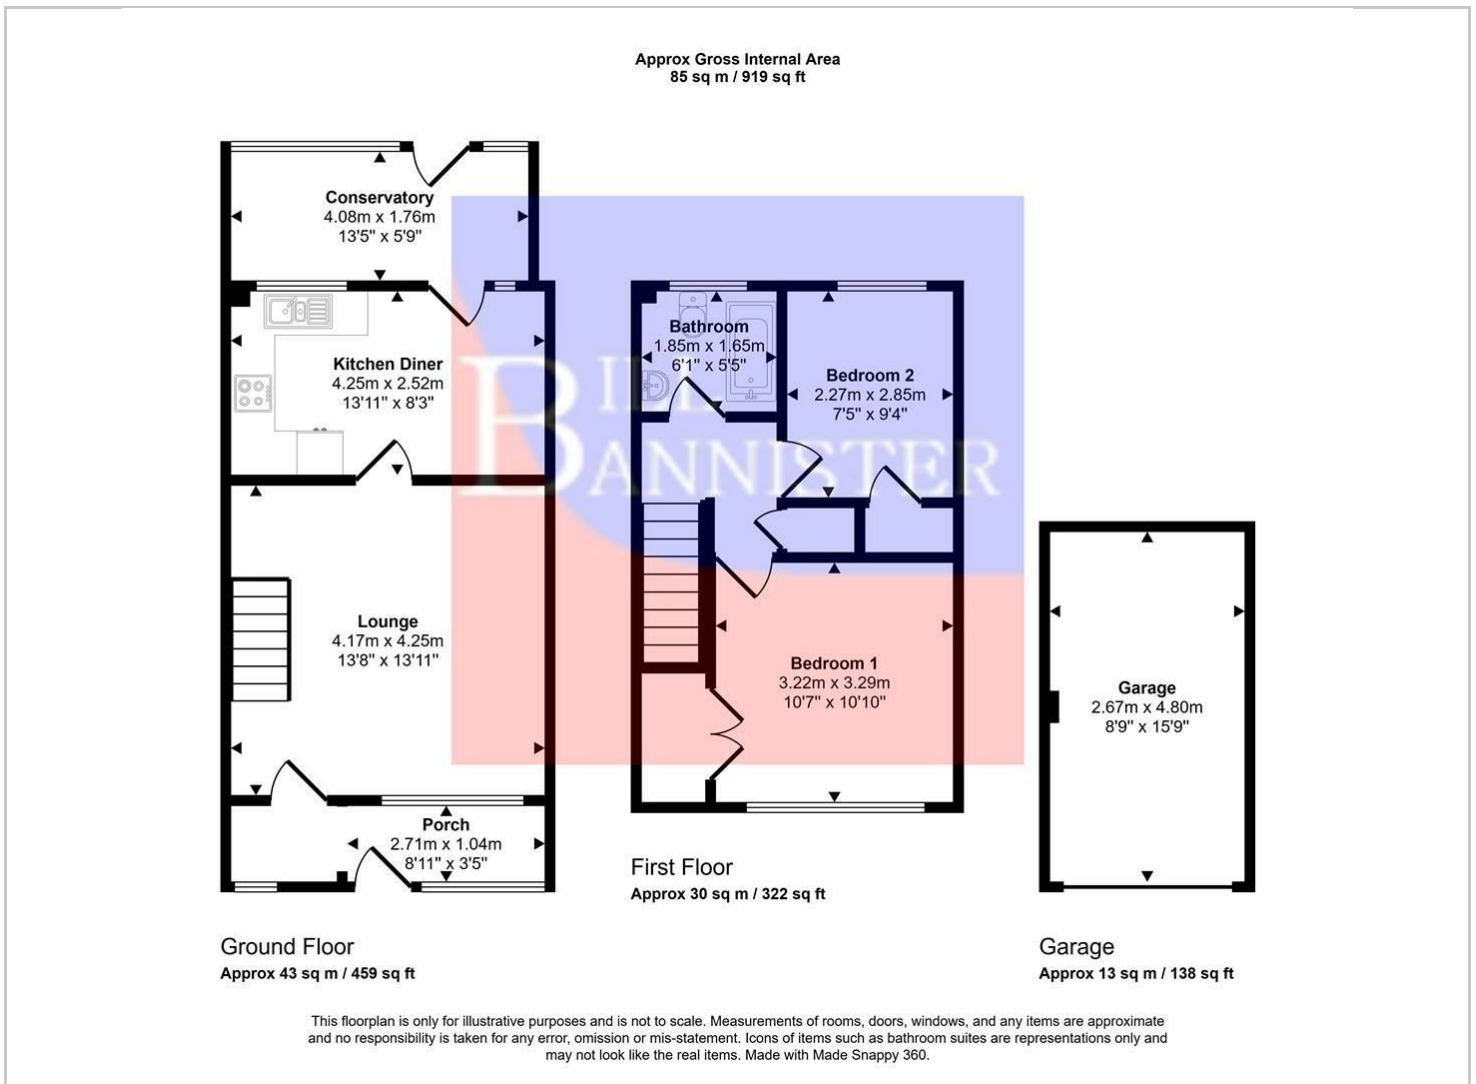 Approx Gross Internal Area
85 sq m / 919 sq ft
Conservatory
4.08m x 1.76m
13'5" x 5'9"
Kitchen Diner
4.25m x 2.52m
13'11" x 8'3"
Lounge
4.17m x 4.25m
13'8" x 13'11"
Porch
2.71m x 1.04m
8'11" x 3'5"
Ground Floor
Approx 43 sq m / 459 sq ft
Bathroom
1.85m x 1.65m
6'1" x 5'5"
Bedroom 2
2.27m x 2.85m
7'5" x 9'4"
Bedroom 1
3.22m x 3.29m
10'7" x 10'10"
First Floor
Approx 30 sq m / 322 sq ft
BILL
BANNISTER
Garage
2.67m x 4.80m
8'9" x 15'9"
Garage
Approx 13 sq m / 138 sq ft
This floorplan is only for illustrative purposes and is not to scale. Measurements of rooms, doors, windows, and any items are approximate
and no responsibility is taken for any error, omission or mis-statement. Icons of items such as bathroom suites are representations only and
may not look like the real items. Made with Made Snappy 360.